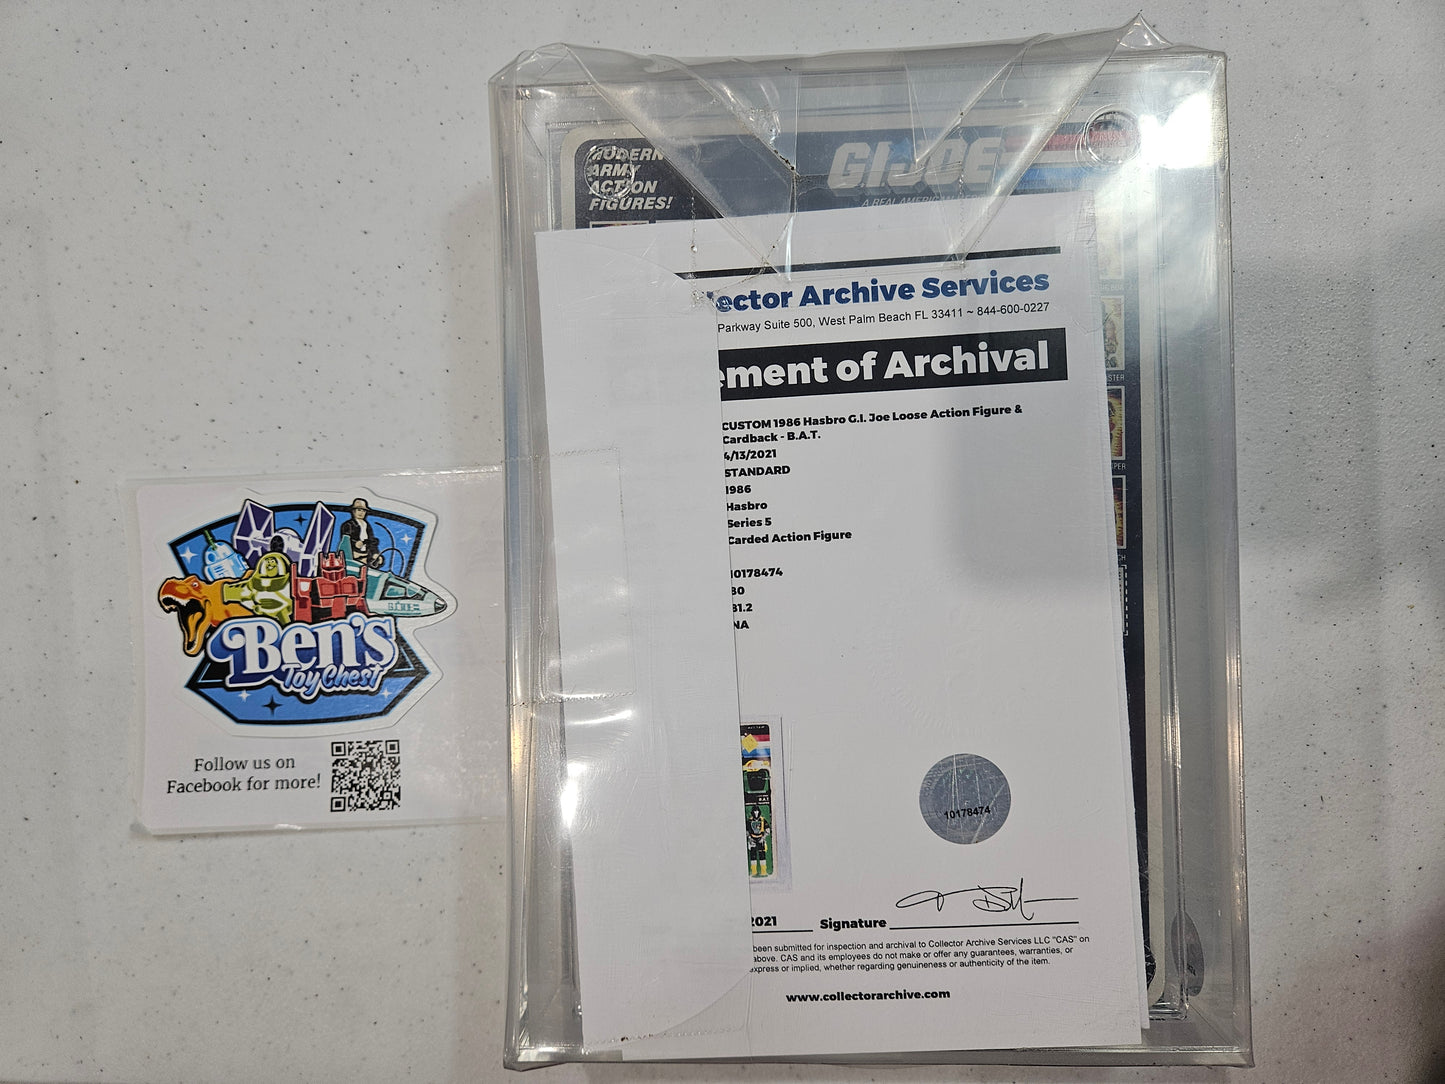 MODERN
ARMY
ACTION
FIGURES!
G.I. JOE
A REAL AMERICAN
lector Archive Services
Parkway Suite 500, West Palm Beach FL 33411 ~ 844-600-0227
ement of Archival
CUSTOM 1986 Hasbro G.I. Joe Loose Action Figure &
Cardback - B.A.T.
4/13/2021
STANDARD
1986
Hasbro
Series 5
Carded Action Figure
10178474
80
81.2
NA
10178474
2021
Signature
been submitted for inspection and archival to Collector Archive Services LLC "CAS" on
above. CAS and its employees do not make or offer any guarantees, warranties, or
express or implied, whether regarding genuineness or authenticity of the item.
www.collectorarchive.com
G.I.JOE
Ben's
Toy Chest
Follow us on
Facebook for more!